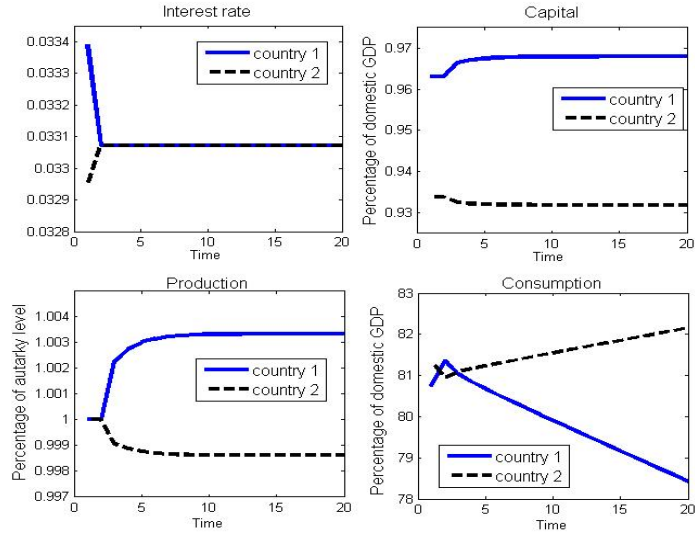 Interest rate
0.0334
0.0333
0.0332
0.0331
0.033
0.0329
0.0328
0
5
10
15
20
Time
country 1
country 2
Capital
Percentage of domestic GDP
0.97
0.96
0.95
0.94
0.93
0
5
10
15
20
Time
country 1
country 2
Production
Percentage of autarky level
1.004
1.003
1.002
1.001
1
0.999
0.998
0.997
0
5
10
15
20
Time
country 1
country 2
Consumption
Percentage of domestic GDP
83
82
81
80
79
78
0
5
10
15
20
Time
country 1
country 2